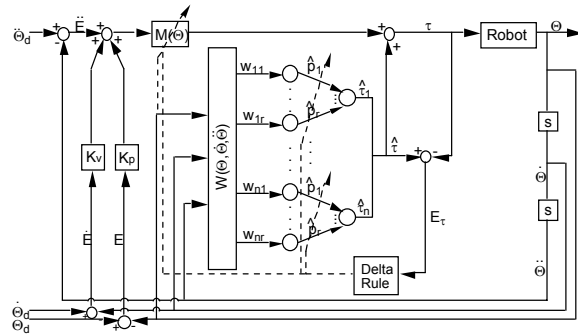 Θ̈d + - Ë + + + + M(Θ) + + τ Robot Θ
W(Θ,Θ̇,Θ̈)
w11 p̂1 τ̂1
w1r p̂r
wn1 p̂1 τ̂n
wnr p̂r
τ̂ + -
Eτ
Kv Kp
s
Θ̇
s
Θ̈
Ė E
Delta
Rule
Θ̇d + -
Θd + -